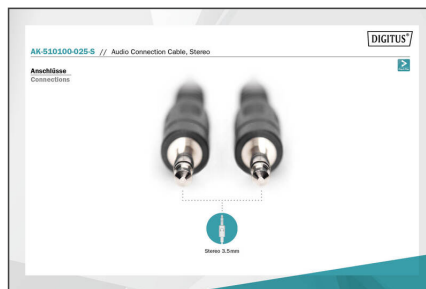 DIGITUS®
AK-510100-025-S // Audio Connection Cable, Stereo
Anschlüsse
Connections
Stereo 3.5mm